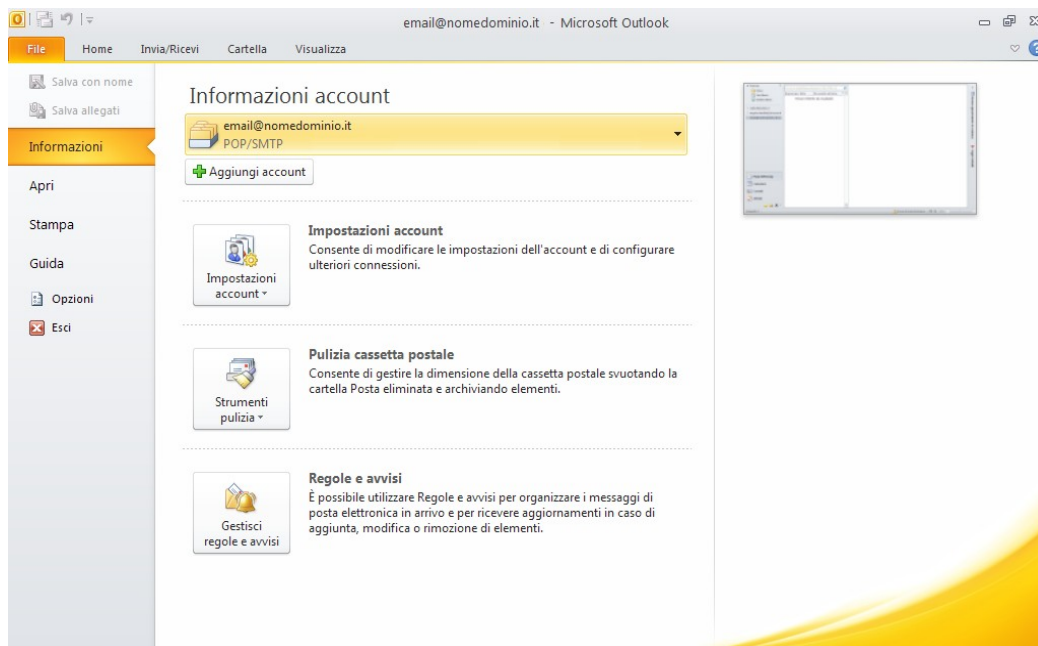 email@nomedominio.it - Microsoft Outlook
File Home Invia/Ricevi Cartella Visualizza
Salva con nome
Salva allegati
Informazioni
Apri
Stampa
Guida
Opzioni
Esci
Informazioni account
email@nomedominio.it
POP/SMTP
Aggiungi account
Impostazioni
account
Impostazioni account
Consente di modificare le impostazioni dell'account e di configurare
ulteriori connessioni.
Strumenti
pulizia
Pulizia cassetta postale
Consente di gestire la dimensione della cassetta postale svuotando la
cartella Posta eliminata e archiviando elementi.
Gestisci
regole e avvisi
Regole e avvisi
È possibile utilizzare Regole e avvisi per organizzare i messaggi di
posta elettronica in arrivo e per ricevere aggiornamenti in caso di
aggiunta, modifica o rimozione di elementi.